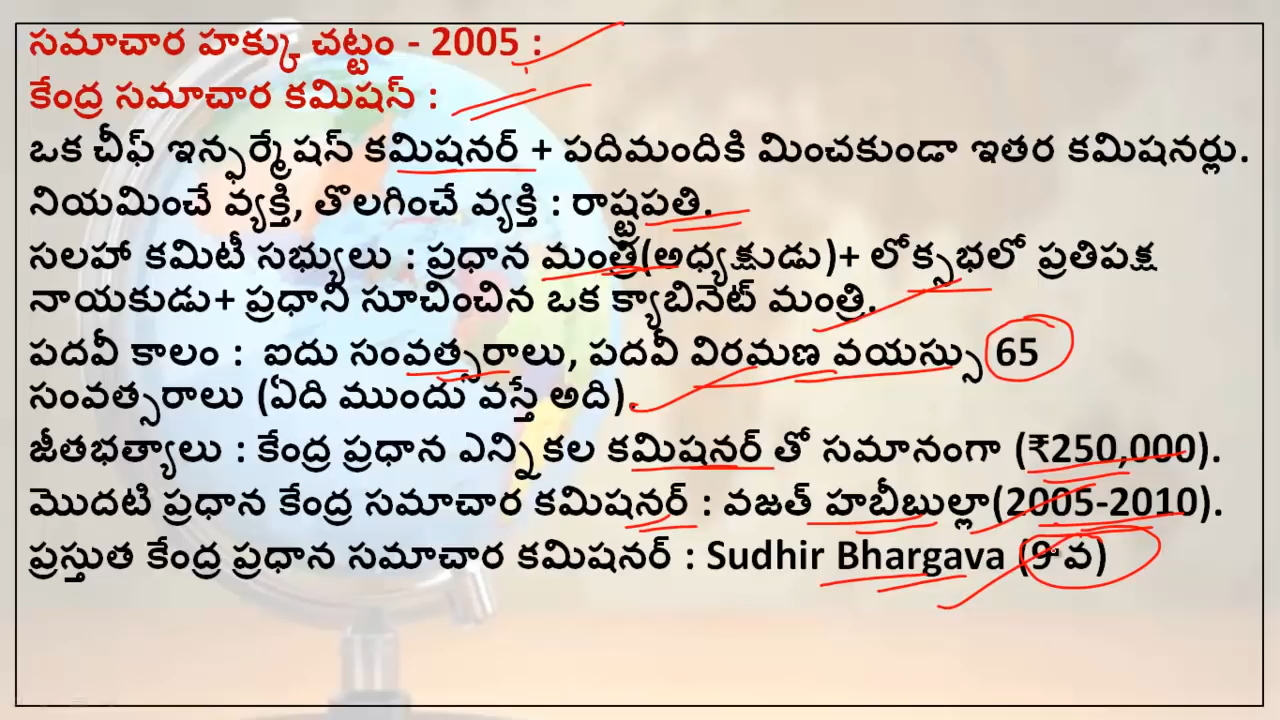 సమాచార హక్కు చట్టం - 2005 :
కేంద్ర సమాచార కమిషన్ :
ఒక చీఫ్ ఇన్ఫర్మేషన్ కమిషనర్ + పదిమందికి మించకుండా ఇతర కమిషనర్లు.
నియమించే వ్యక్తి, తొలగించే వ్యక్తి : రాష్ట్రపతి.
సలహా కమిటీ సభ్యులు : ప్రధాన మంత్రి(అధ్యక్షుడు)+ లోక్సభలో ప్రతిపక్ష
నాయకుడు+ ప్రధాని సూచించిన ఒక క్యాబినెట్ మంత్రి.
పదవీ కాలం : ఐదు సంవత్సరాలు, పదవీ విరమణ వయస్సు 65
సంవత్సరాలు (ఏది ముందు వస్తే అది).
జీతభత్యాలు : కేంద్ర ప్రధాన ఎన్నికల కమిషనర్ తో సమానంగా (₹250,000).
మొదటి ప్రధాన కేంద్ర సమాచార కమిషనర్ : వజత్ హబీబుల్లా(2005-2010).
ప్రస్తుత కేంద్ర ప్రధాన సమాచార కమిషనర్ : Sudhir Bhargava (9వ)